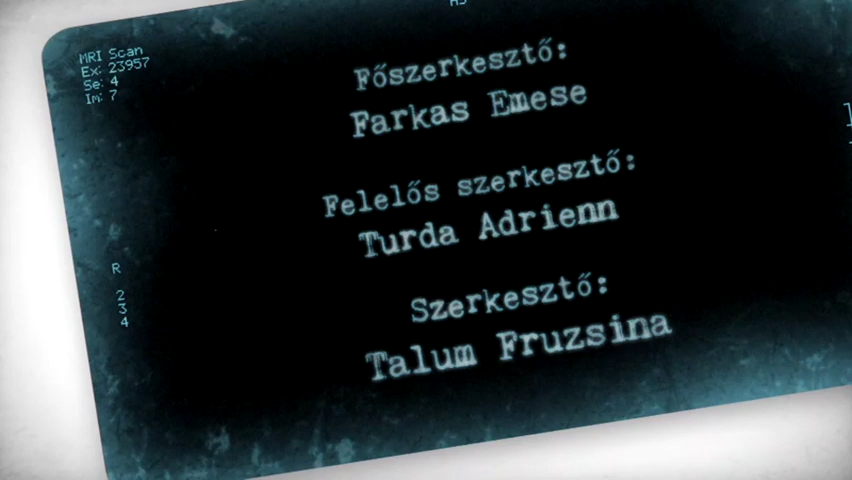 MRI Scan
Ex: 23957
Se: 4
Im: 7
Főszerkesztő:
Farkas Emese
Felelős szerkesztő:
Turda Adrienn
Szerkesztő:
Talum Fruzsina
R
2
3
4